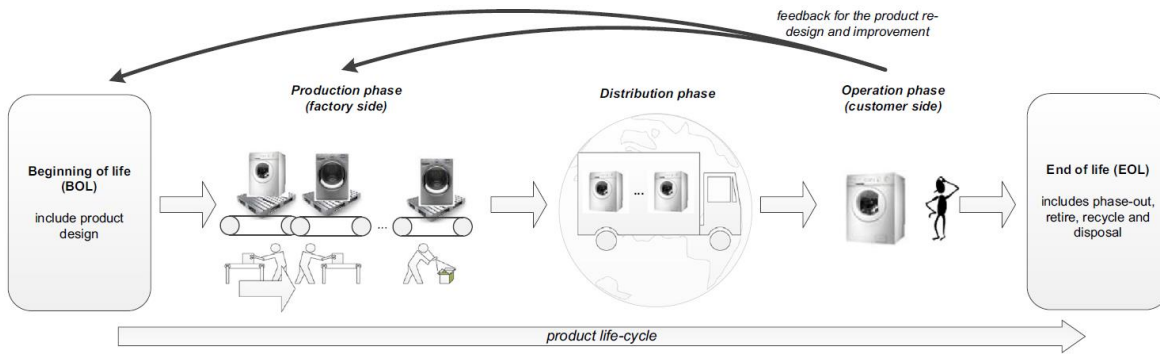 feedback for the product re-
design and improvement
Production phase
(factory side)
Distribution phase
Operation phase
(customer side)
Beginning of life
(BOL)
include product
design
...
...
End of life (EOL)
includes phase-out,
retire, recycle and
disposal
product life-cycle